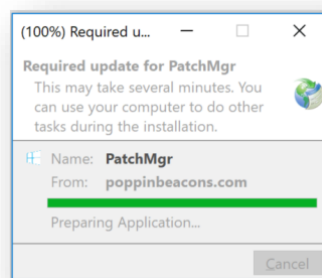 (100%) Required u...
Required update for PatchMgr
This may take several minutes. You
can use your computer to do other
tasks during the installation.
Name: PatchMgr
From: poppinbeacons.com
Preparing Application...
Cancel